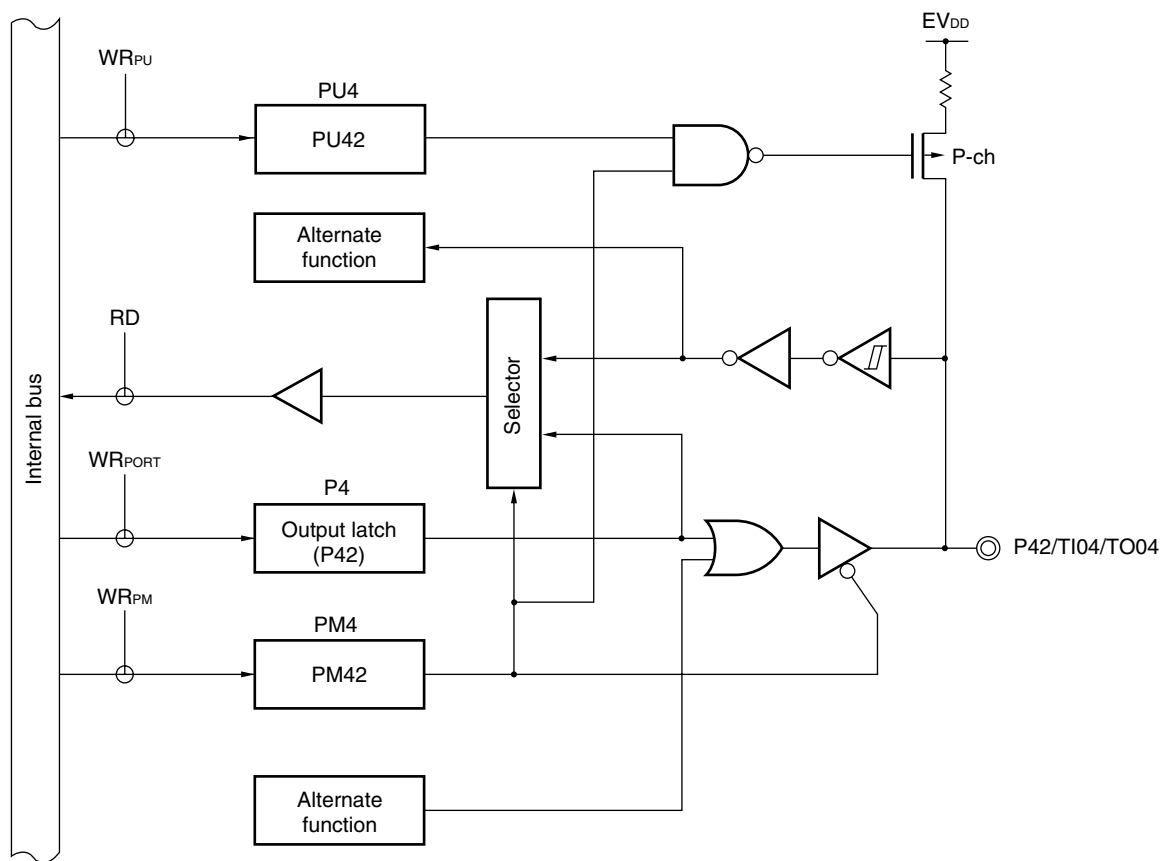 EVDD
WRPU
PU4
PU42
P-ch
Alternate
function
RD
Selector
Internal bus
WRPORT
P4
Output latch
(P42)
P42/TI04/TO04
WRPM
PM4
PM42
Alternate
function